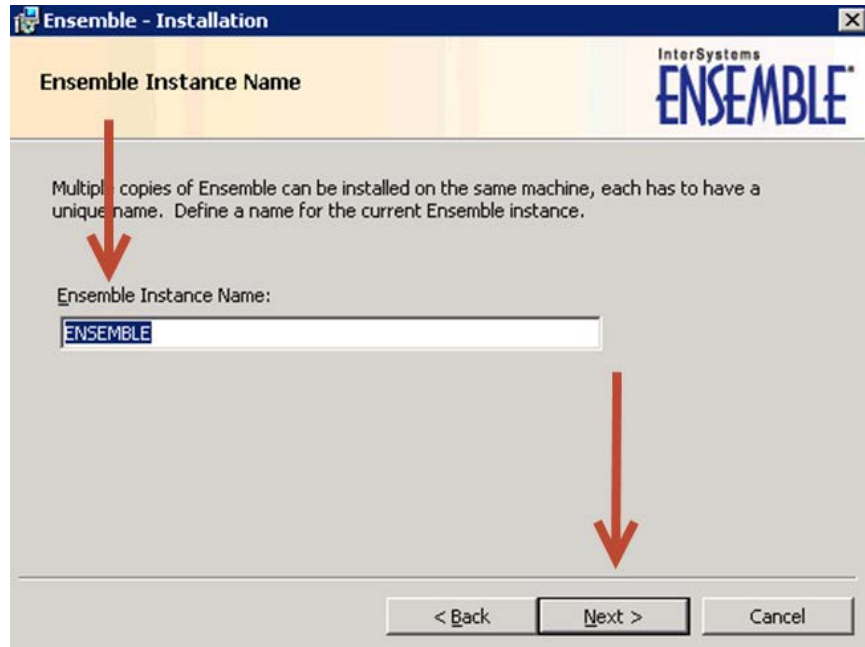 Ensemble - Installation
Ensemble Instance Name
InterSystems
ENSEMBLE
Multiple copies of Ensemble can be installed on the same machine, each has to have a
unique name. Define a name for the current Ensemble instance.
Ensemble Instance Name:
ENSEMBLE
< Back
Next >
Cancel